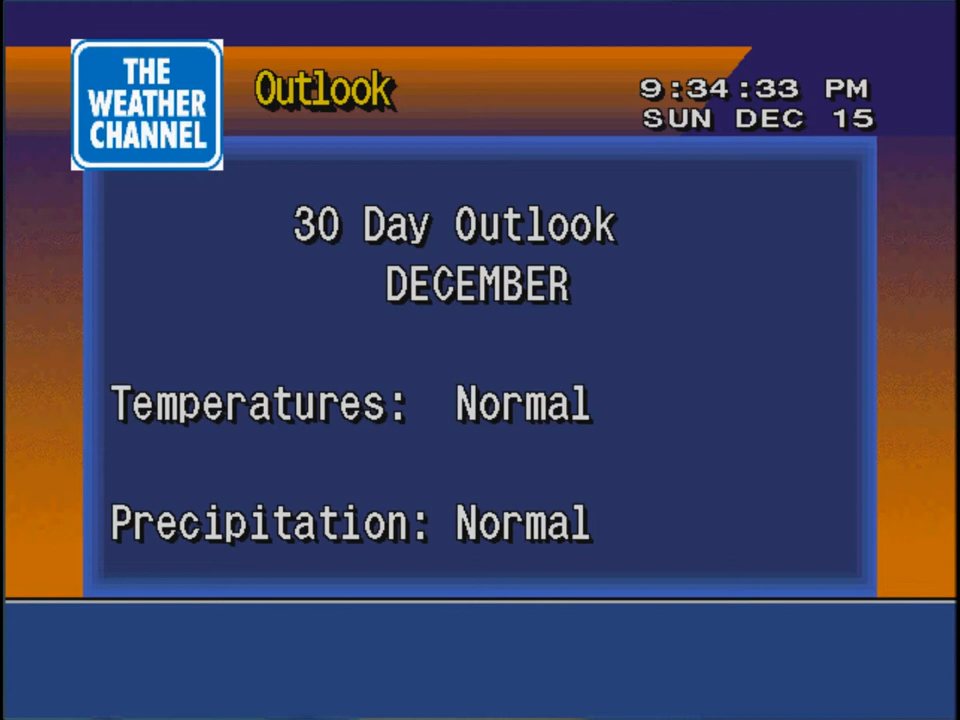 THE
WEATHER
CHANNEL
Outlook
9:34:33 PM
SUN DEC 15
30 Day Outlook
DECEMBER
Temperatures: Normal
Precipitation: Normal